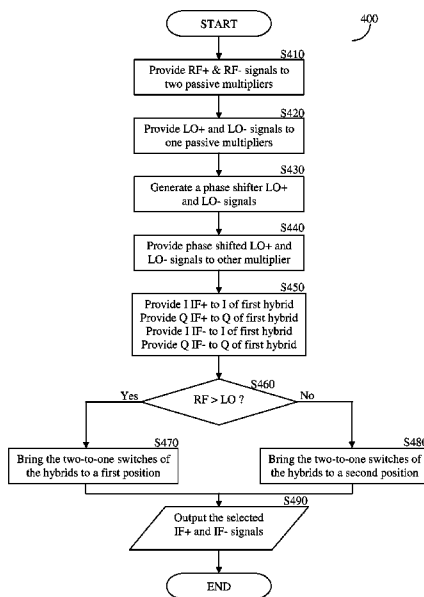 START
400
S410
Provide RF+ & RF- signals to
two passive multipliers
S420
Provide LO+ and LO- signals to
one passive multipliers
S430
Generate a phase shifter LO+
and LO- signals
S440
Provide phase shifted LO+ and
LO- signals to other multiplier
S450
Provide I IF+ to I of first hybrid
Provide Q IF+ to Q of first hybrid
Provide I IF- to I of first hybrid
Provide Q IF- to Q of first hybrid
S460
Yes
RF > LO ?
No
S470
Bring the two-to-one switches of
the hybrids to a first position
S480
Bring the two-to-one switches of
the hybrids to a second position
S490
Output the selected
IF+ and IF- signals
END